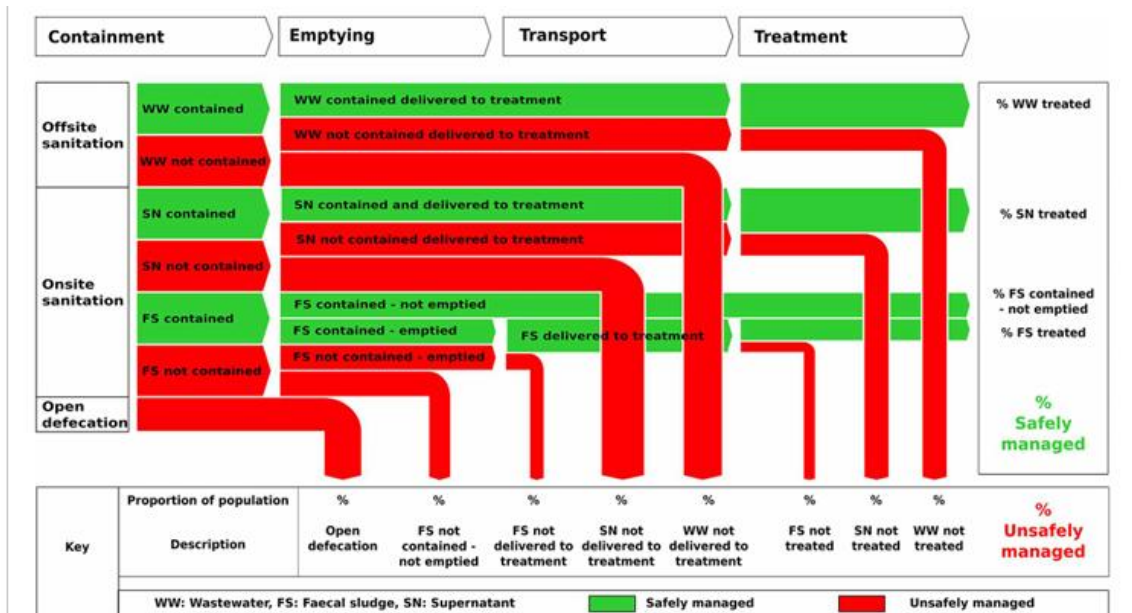 Containment
Emptying
Transport
Treatment
Offsite
sanitation
WW contained
WW not contained
WW contained delivered to treatment
WW not contained delivered to treatment
% WW treated
Onsite
sanitation
SN contained
SN not contained
FS contained
FS not contained
SN contained and delivered to treatment
SN not contained delivered to treatment
% SN treated
FS contained - not emptied
FS contained - emptied
FS delivered to treatment
FS not contained - emptied
% FS contained
- not emptied
% FS treated
Open
defecation
%
Safely
managed
Key
Proportion of population
% % % % % % % %
Description
Open
defecation
FS not
contained -
not emptied
FS not
delivered to
treatment
SN not
delivered to
treatment
WW not
delivered to
treatment
FS not
treated
SN not
treated
WW not
treated
%
Unsafely
managed
WW: Wastewater, FS: Faecal sludge, SN: Supernatant
Safely managed
Unsafely managed